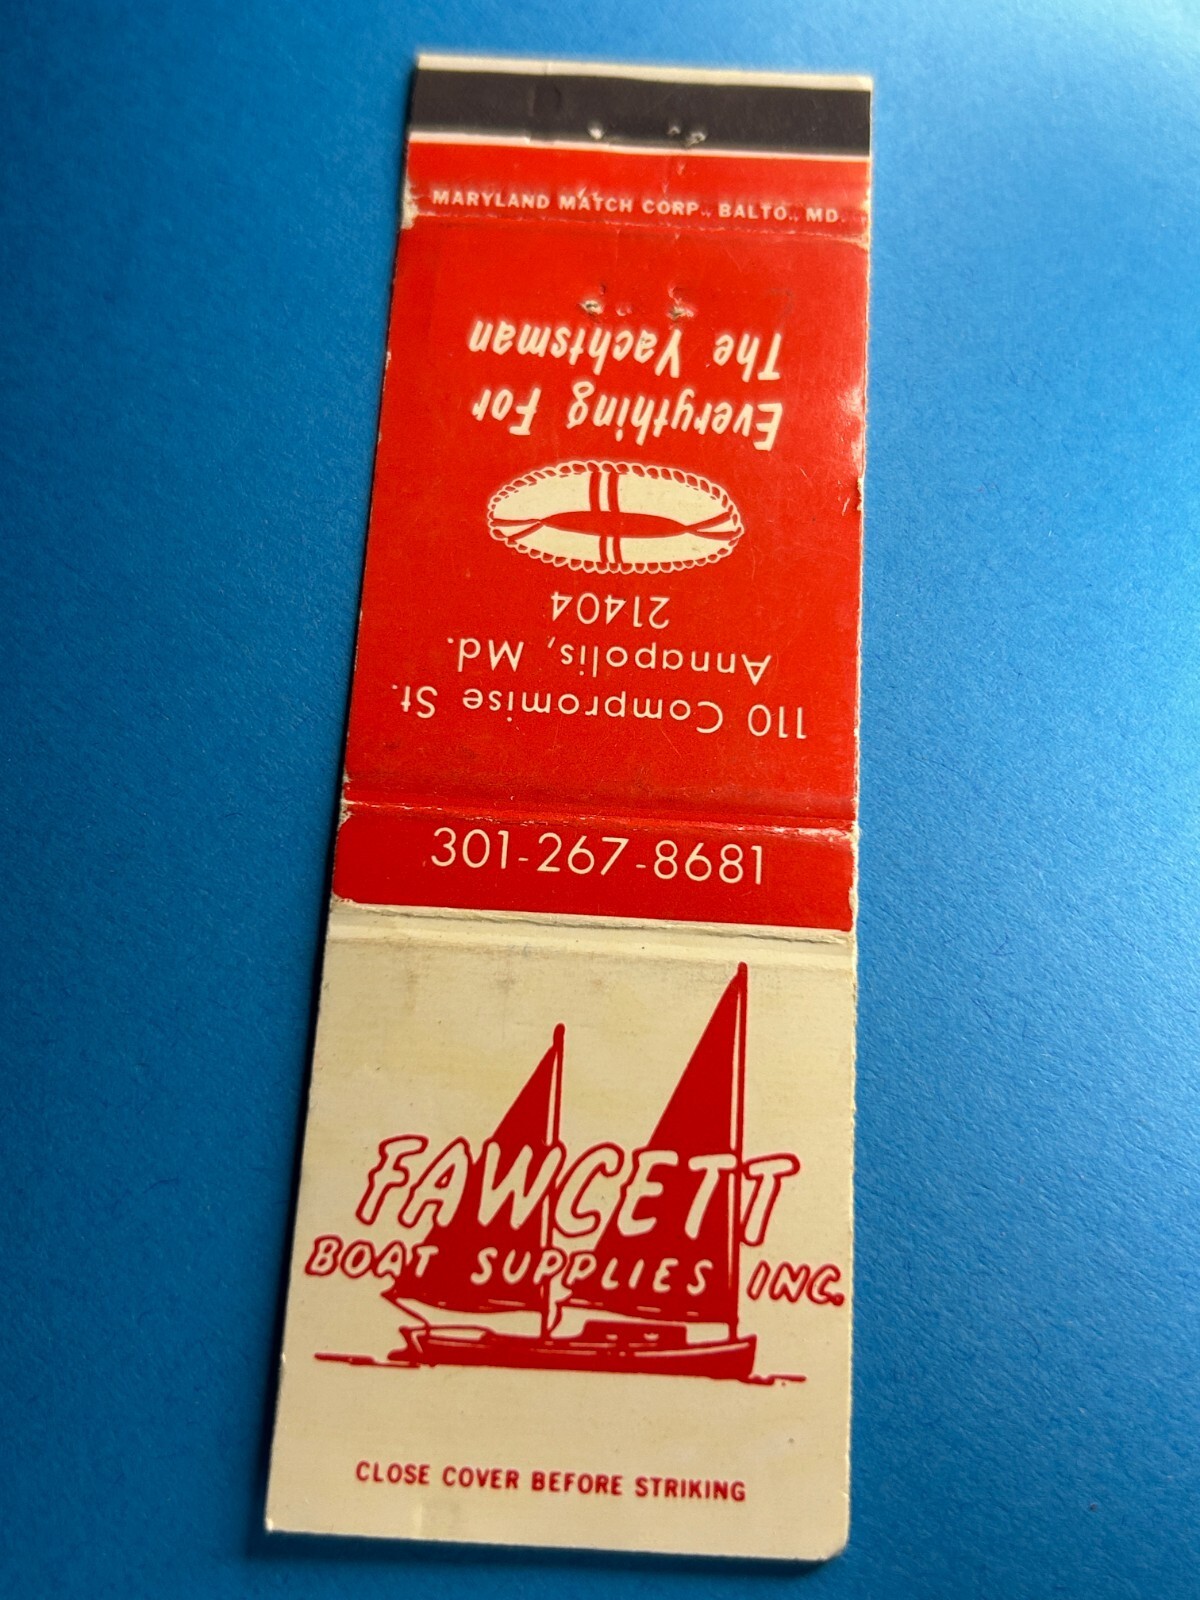 MARYLAND MATCH CORP., BALTO., MD.
Everything For
The Yachtsman
110 Compromise St.
Annapolis, Md.
21404
301-267-8681
FAWCETT
BOAT SUPPLIES INC.
CLOSE COVER BEFORE STRIKING